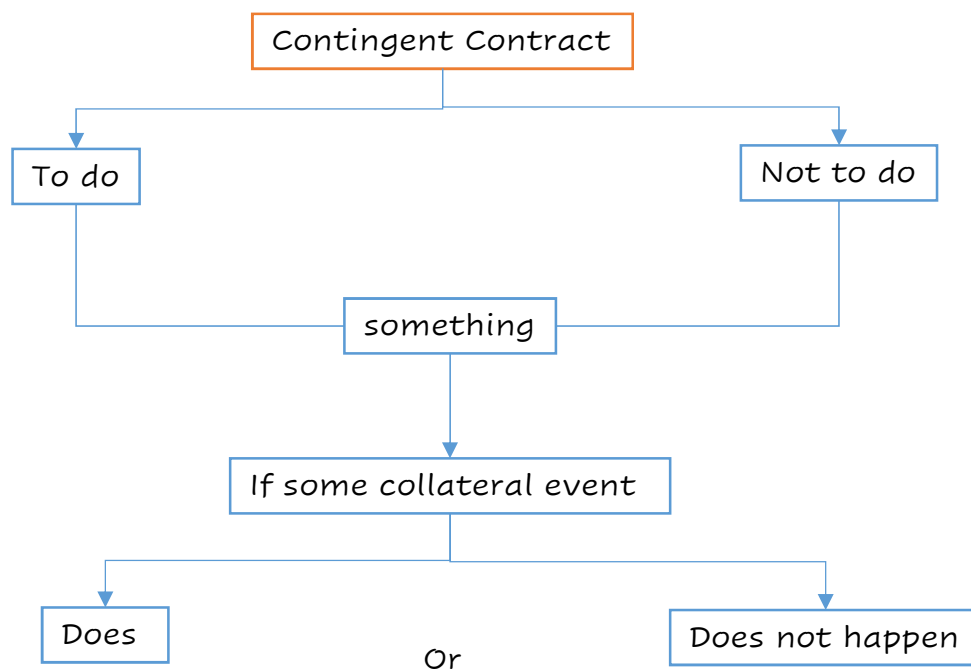 Contingent Contract
To do
Not to do
something
If some collateral event
Does
Or
Does not happen